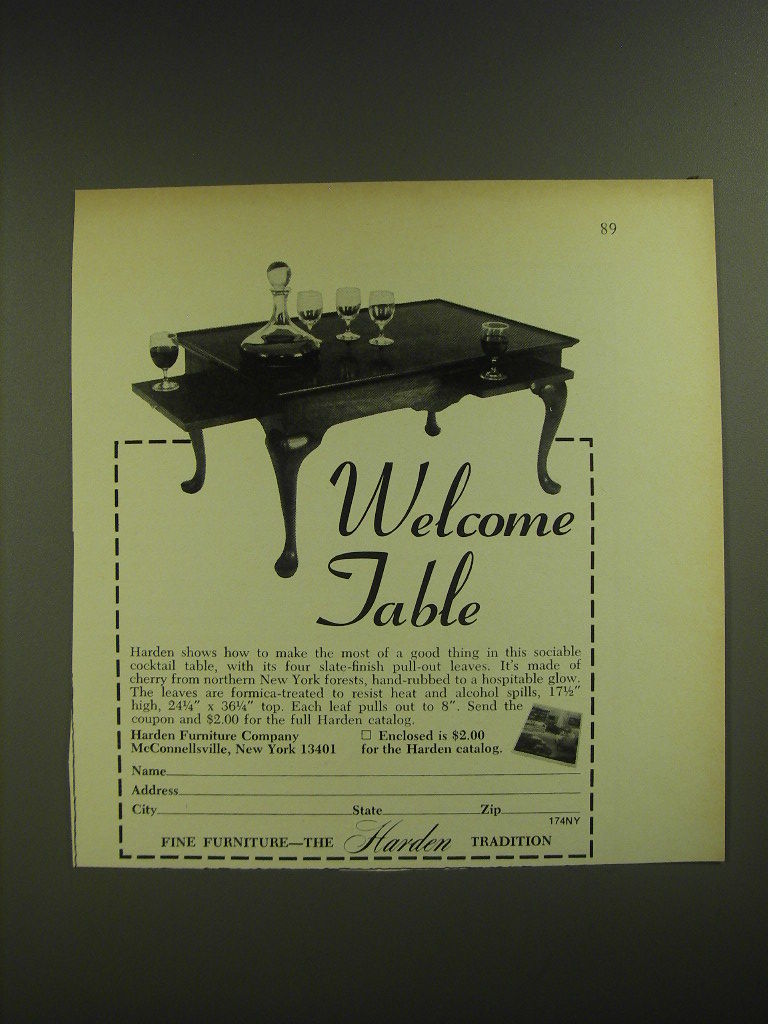 89
Welcome
Table
Harden shows how to make the most of a good thing in this sociable
cocktail table, with its four slate-finish pull-out leaves. It's made of
cherry from northern New York forests, hand-rubbed to a hospitable glow.
The leaves are formica-treated to resist heat and alcohol spills, 17½"
high, 24¼" x 36¼" top. Each leaf pulls out to 8". Send the
coupon and $2.00 for the full Harden catalog.
Harden Furniture Company
McConnellsville, New York 13401
☐ Enclosed is $2.00
for the Harden catalog.
Name
Address
City State Zip
174NY
FINE FURNITURE—THE Harden TRADITION